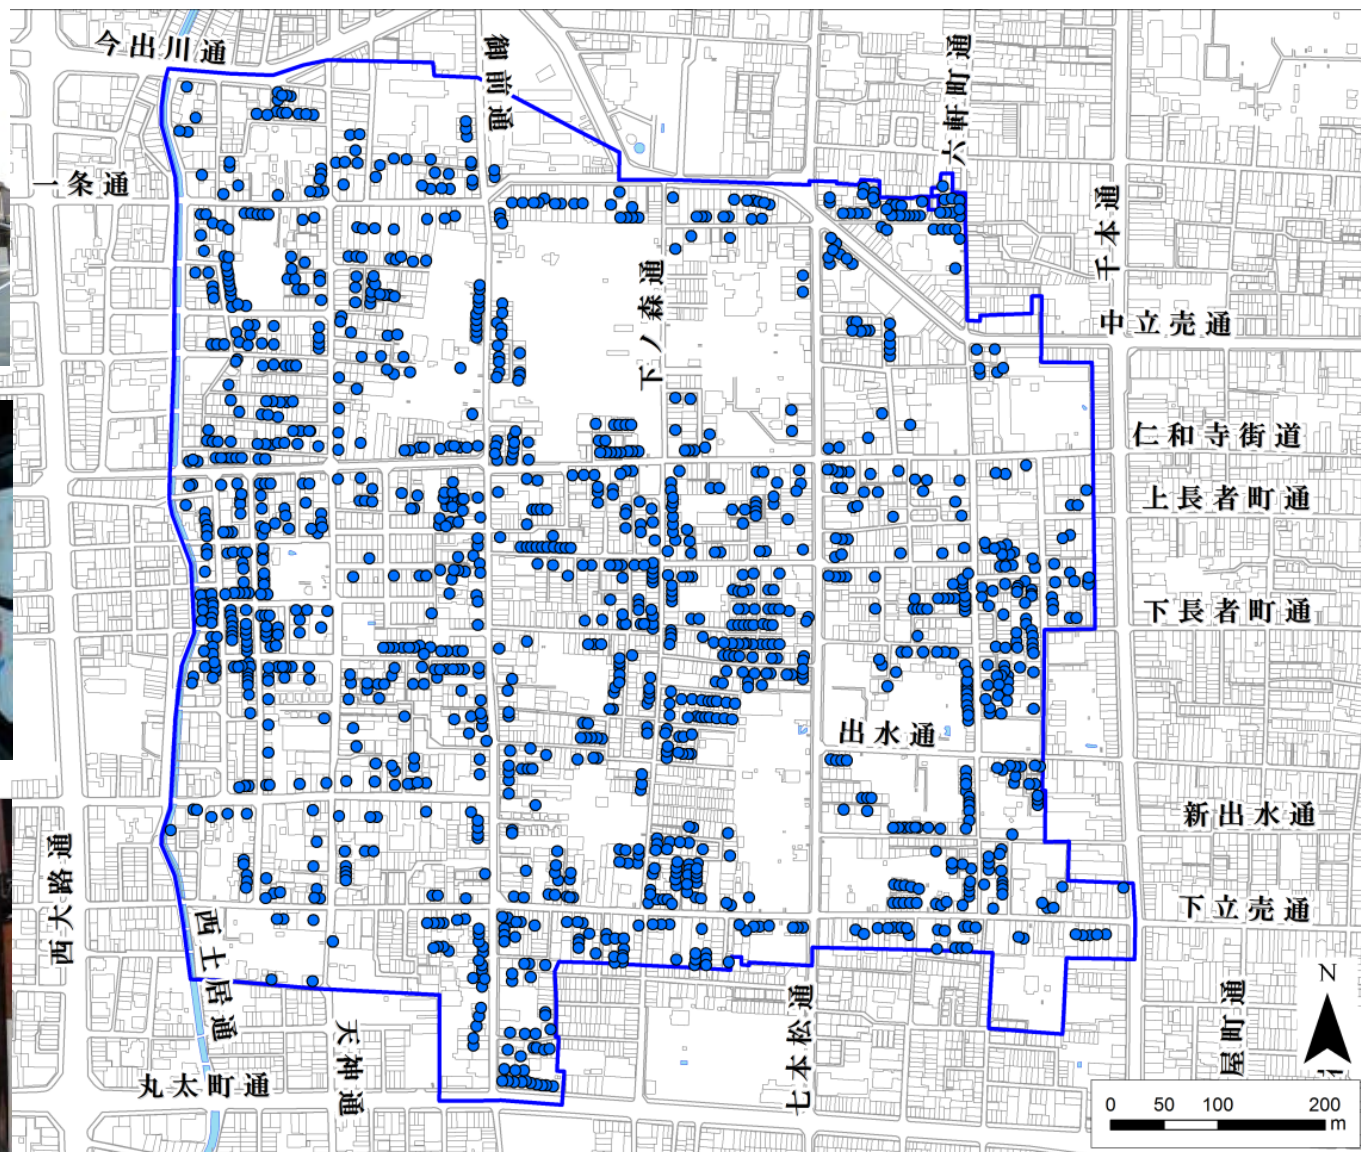 今出川通
御前通
六軒町通
一条通
千本通
下ノ森通
中立売通
仁和寺街道
上長者町通
下長者町通
出水通
新出水通
西大路通
下立売通
西土居通
天神通
七本松通
屋町通
丸太町通
N
0 50 100 200
m